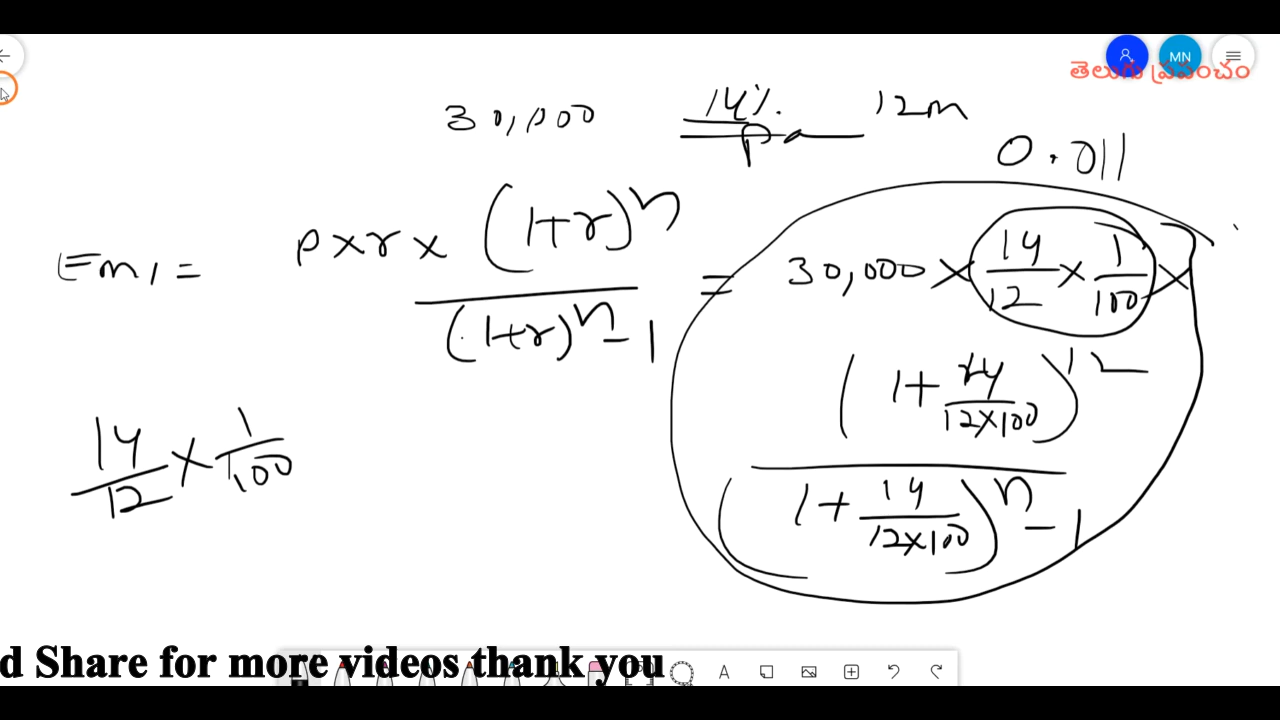 MN
తెలుగు ప్రపంచం
30,000 14% 12m
Pa
0.011
Emi = P×r× (1+r)^n / (1+r)^n - 1 = 30,000 × 14/12 × 1/100 ×
(1 + 14/12×100)^12
(1 + 14/12×100)^n - 1
14/12 × 1/100
d Share for more videos thank you
A